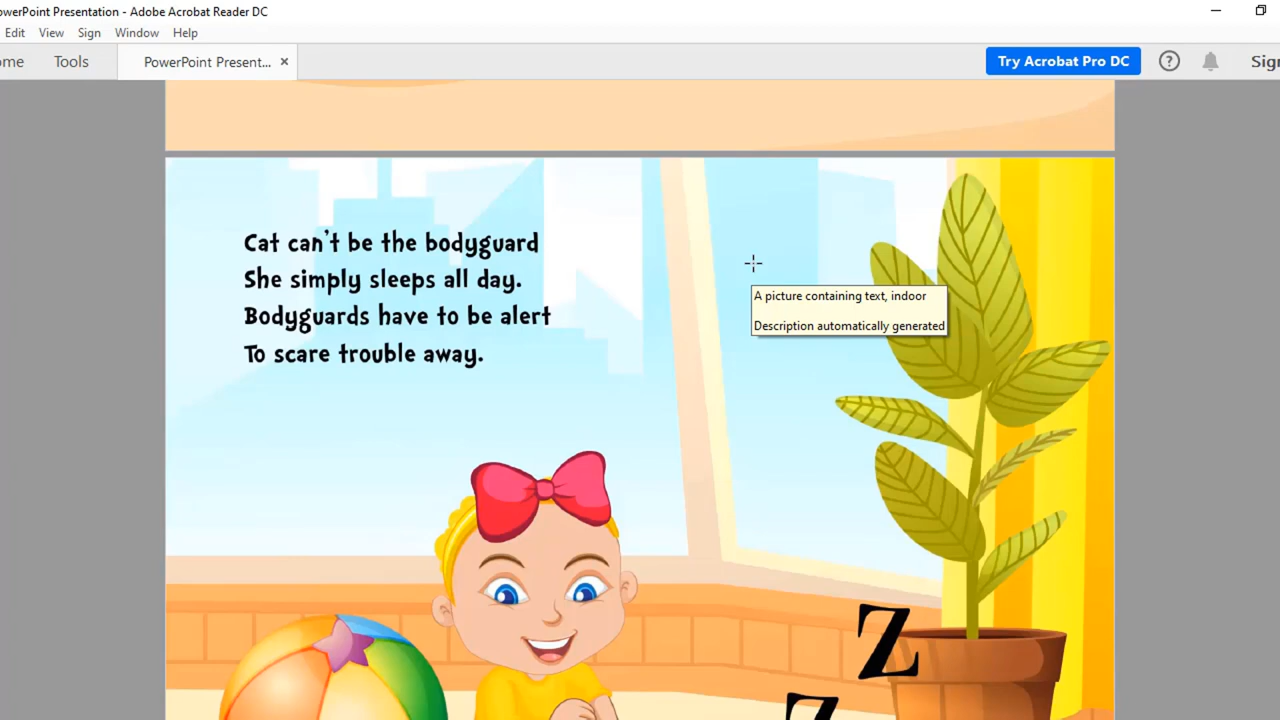 PowerPoint Presentation - Adobe Acrobat Reader DC
Edit View Sign Window Help
Tools PowerPoint Present... × Try Acrobat Pro DC
Cat can't be the bodyguard
She simply sleeps all day.
Bodyguards have to be alert
To scare trouble away.
A picture containing text, indoor
Description automatically generated
Z
Z